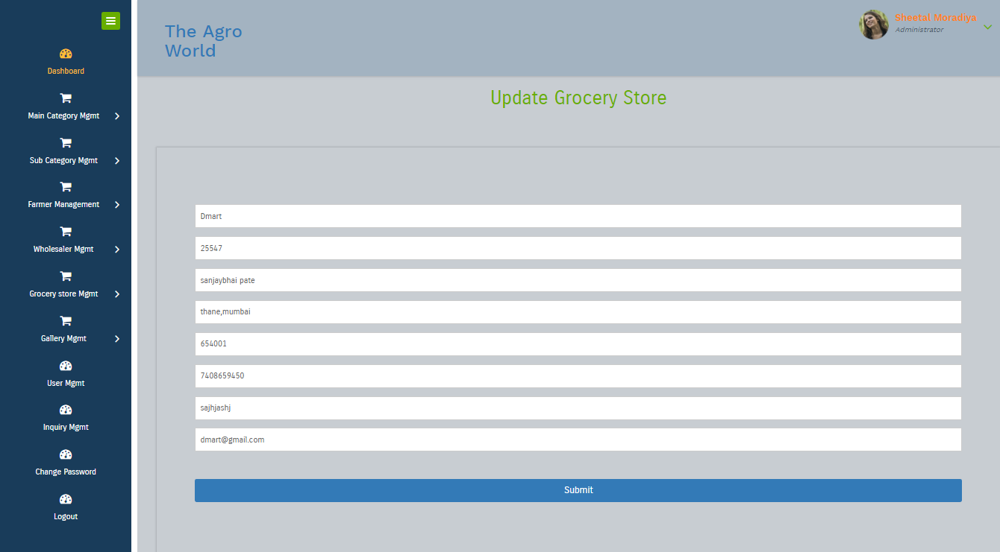 The Agro
World
Sheetal Moradiya
Administrator
Dashboard
Main Category Mgmt
Sub Category Mgmt
Farmer Management
Wholesaler Mgmt
Grocery store Mgmt
Gallery Mgmt
User Mgmt
Inquiry Mgmt
Change Password
Logout
Update Grocery Store
Dmart
25547
sanjaybhai pate
thane,mumbai
654001
7408659450
sajhjashj
dmart@gmail.com
Submit